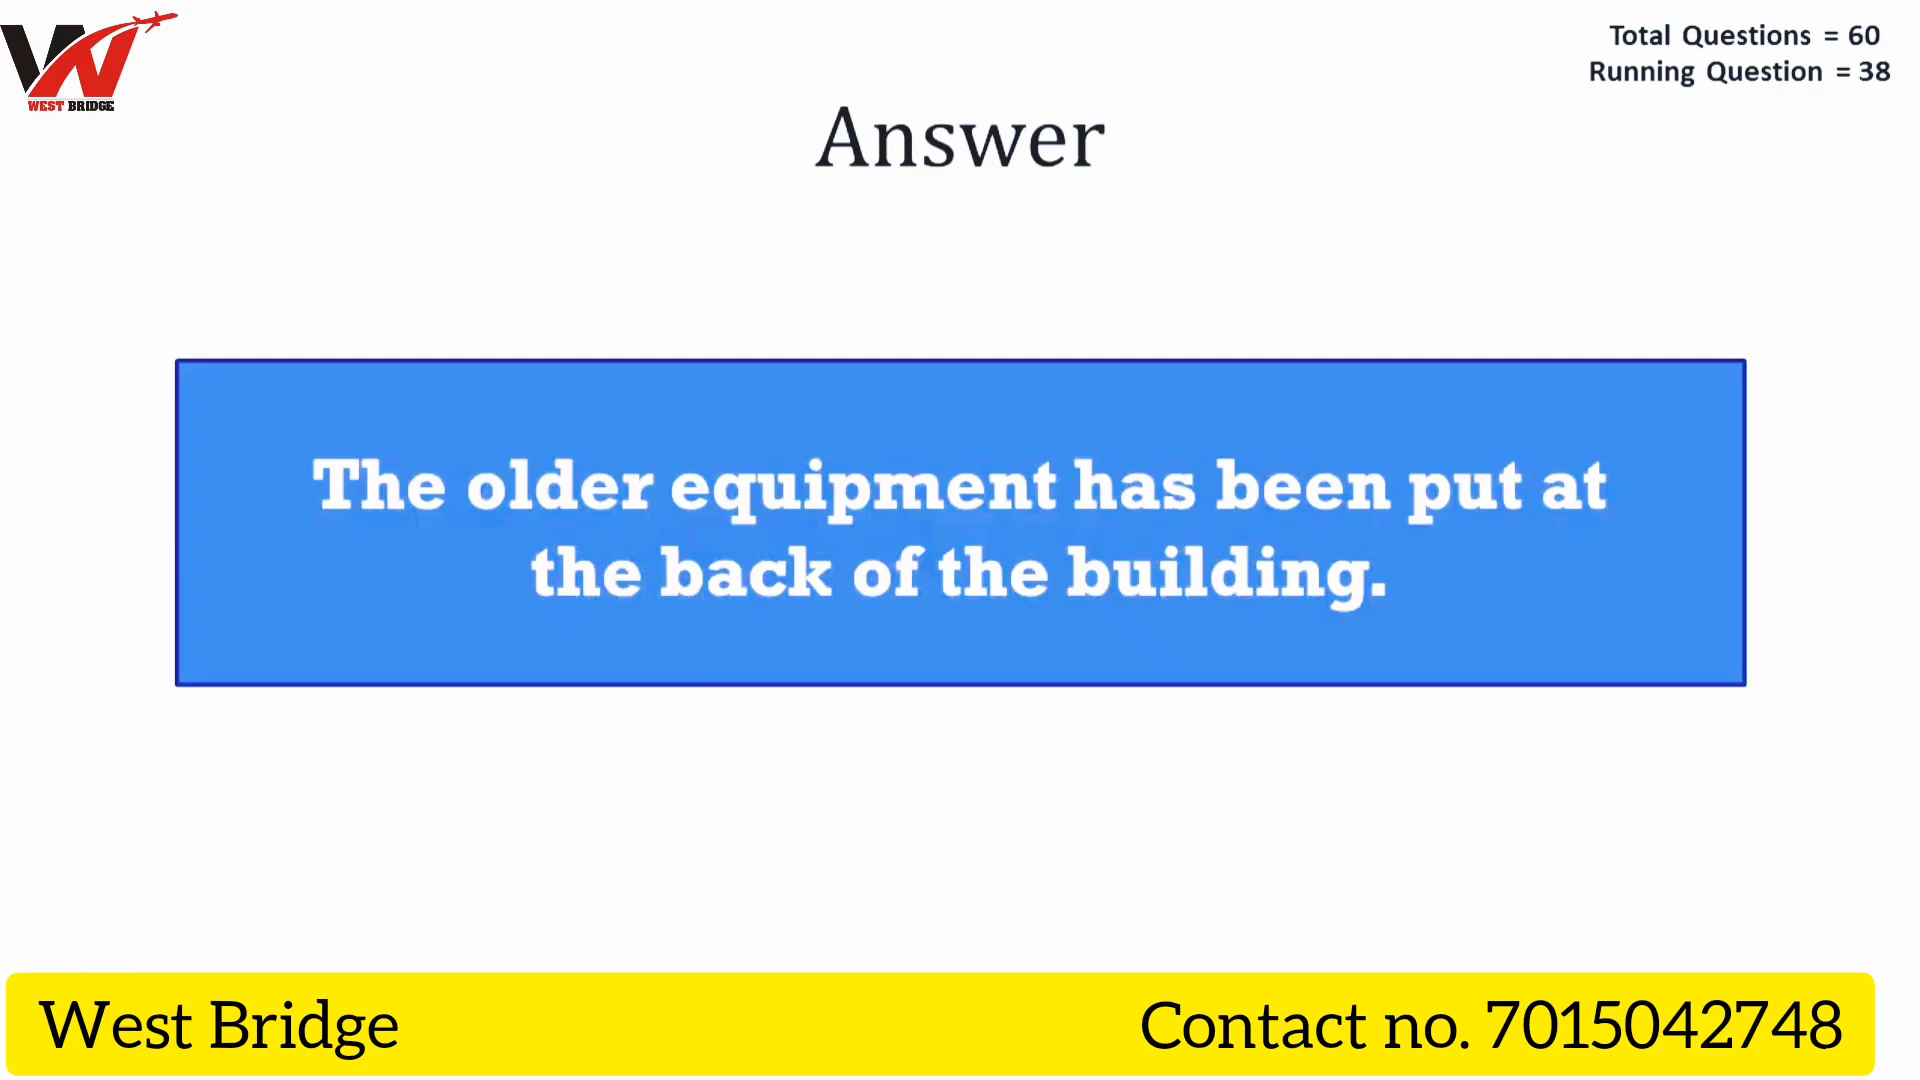 WEST BRIDGE
Total Questions = 60
Running Question = 38
Answer
The older equipment has been put at
the back of the building.
West Bridge
Contact no. 7015042748